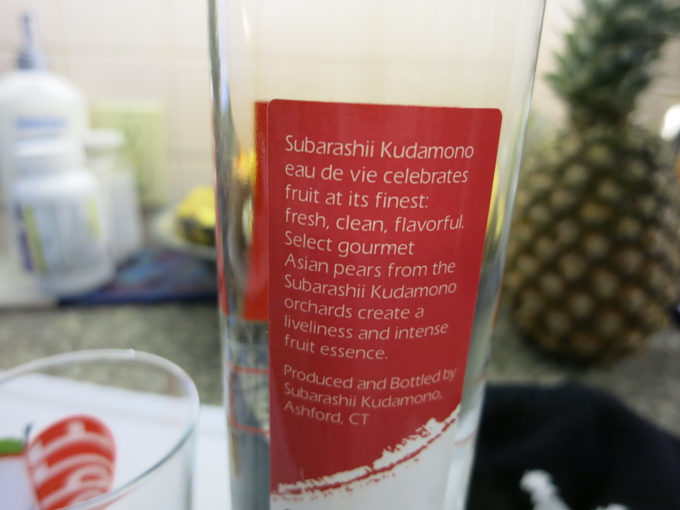 Subarashii Kudamono
eau de vie celebrates
fruit at its finest:
fresh, clean, flavorful.
Select gourmet
Asian pears from the
Subarashii Kudamono
orchards create a
liveliness and intense
fruit essence.
Produced and Bottled by
Subarashii Kudamono,
Ashford, CT